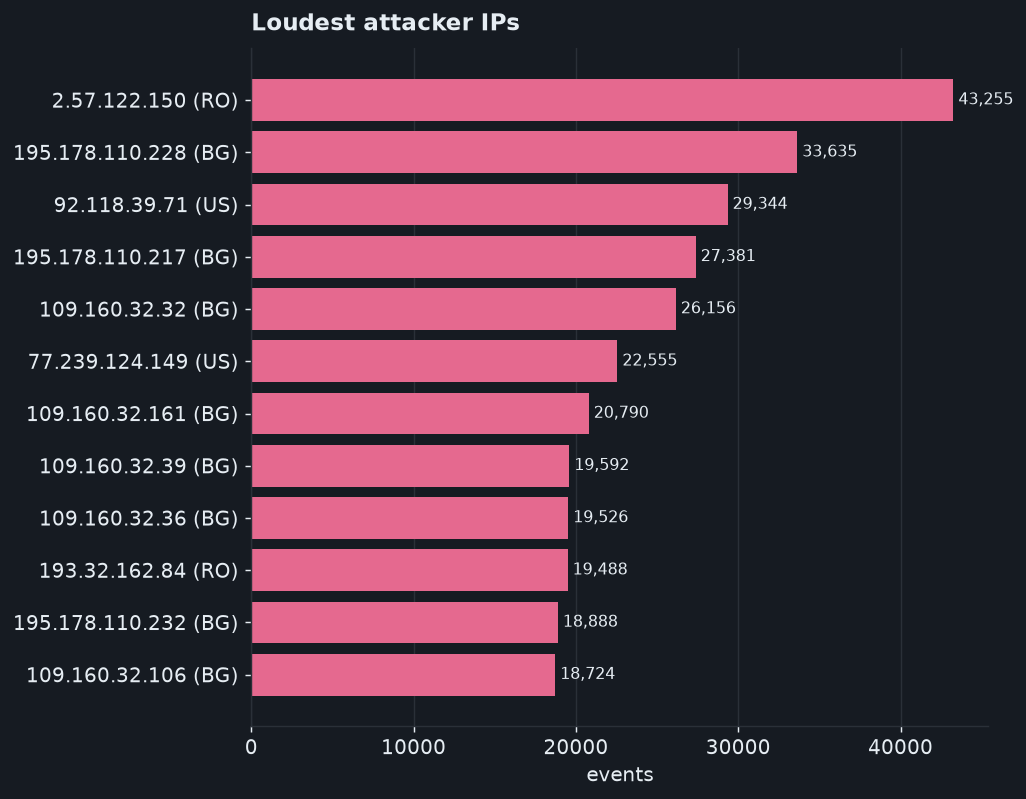 Loudest attacker IPs
2.57.122.150 (RO) 43,255
195.178.110.228 (BG) 33,635
92.118.39.71 (US) 29,344
195.178.110.217 (BG) 27,381
109.160.32.32 (BG) 26,156
77.239.124.149 (US) 22,555
109.160.32.161 (BG) 20,790
109.160.32.39 (BG) 19,592
109.160.32.36 (BG) 19,526
193.32.162.84 (RO) 19,488
195.178.110.232 (BG) 18,888
109.160.32.106 (BG) 18,724
0 10000 20000 30000 40000
events